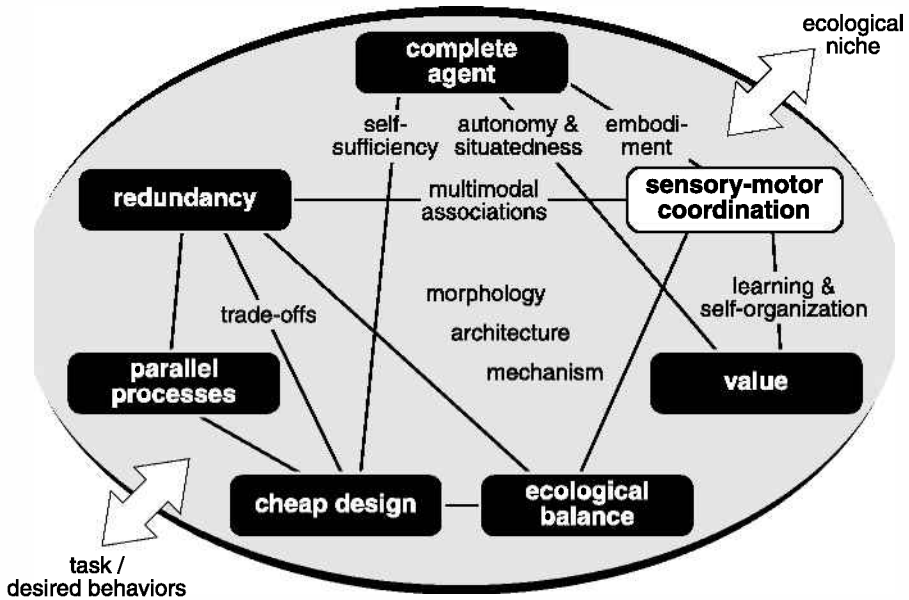 ecological
niche
complete
agent
self-
sufficiency
autonomy &
situatedness
embodi-
ment
redundancy
multimodal
associations
sensory-motor
coordination
morphology
architecture
mechanism
learning &
self-organization
trade-offs
parallel
processes
value
cheap design
ecological
balance
task /
desired behaviors